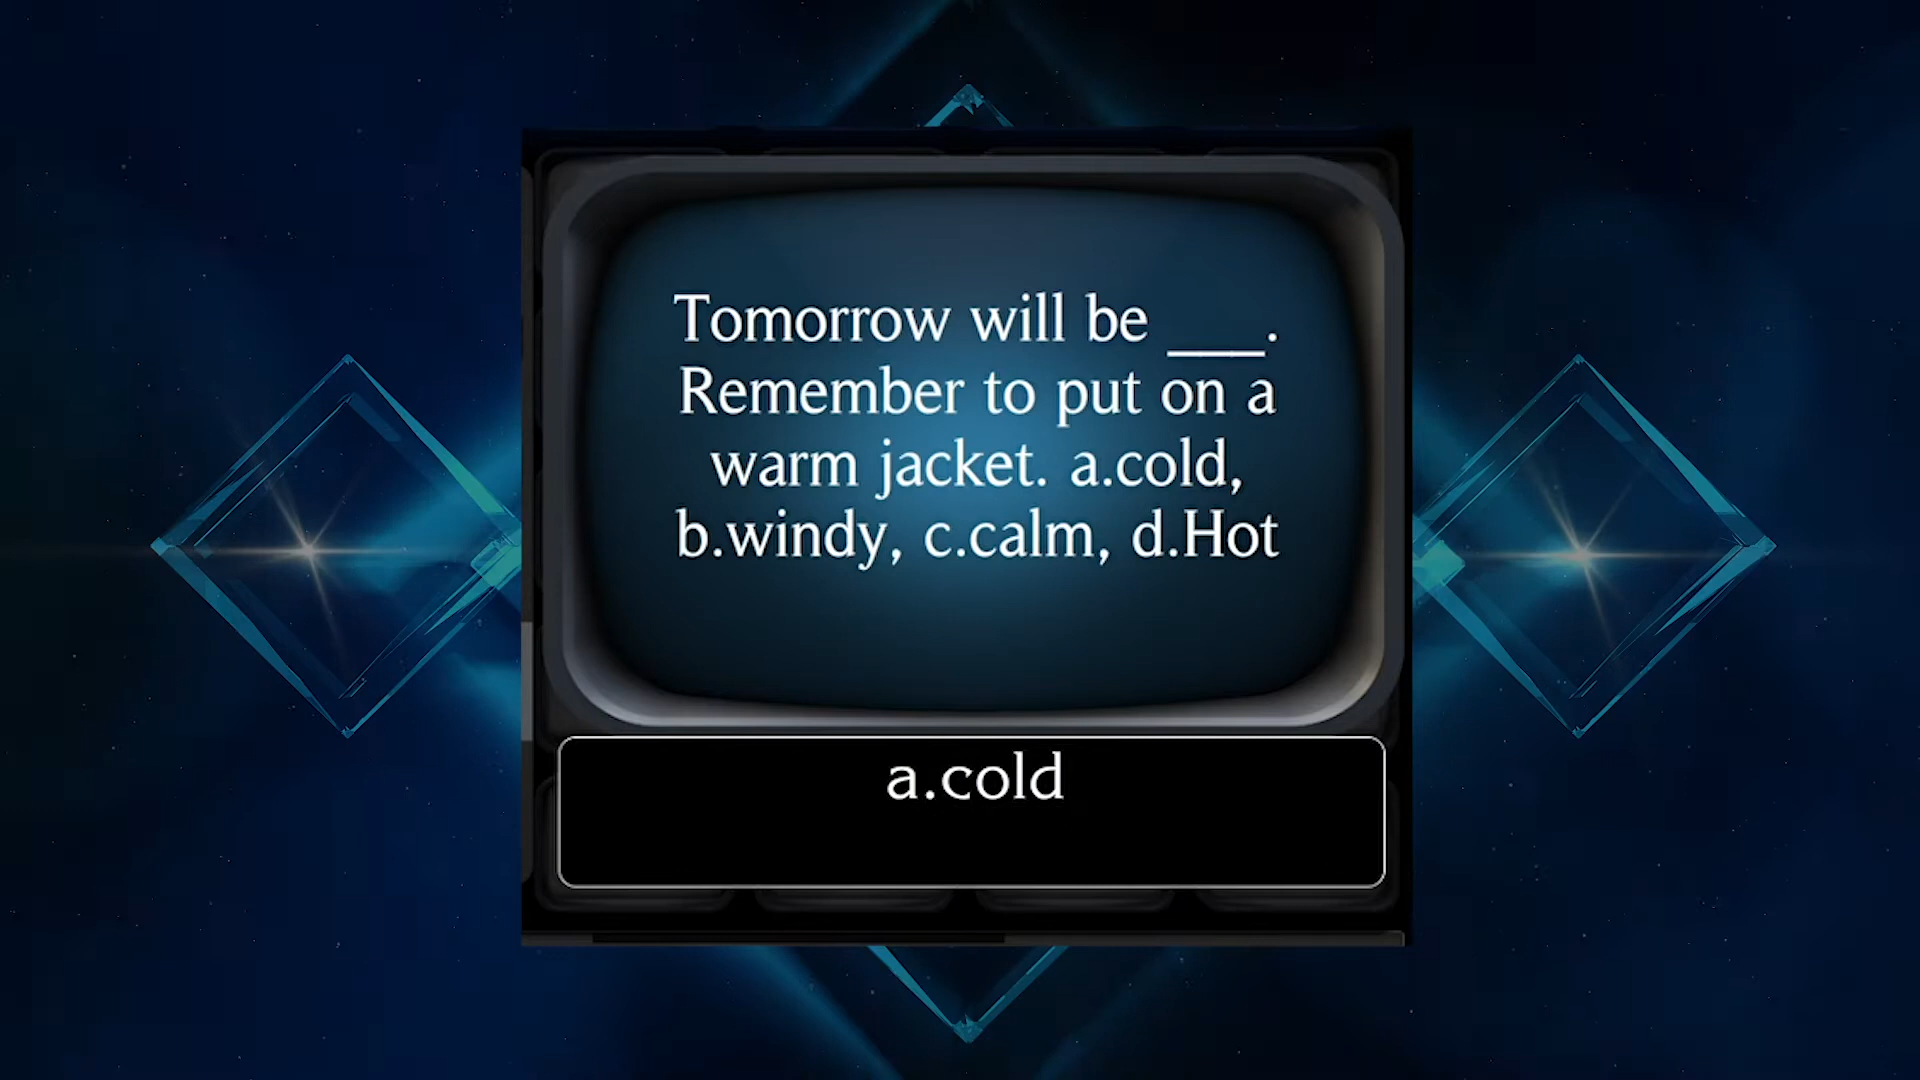 Tomorrow will be ___.
Remember to put on a
warm jacket. a.cold,
b.windy, c.calm, d.Hot
a.cold